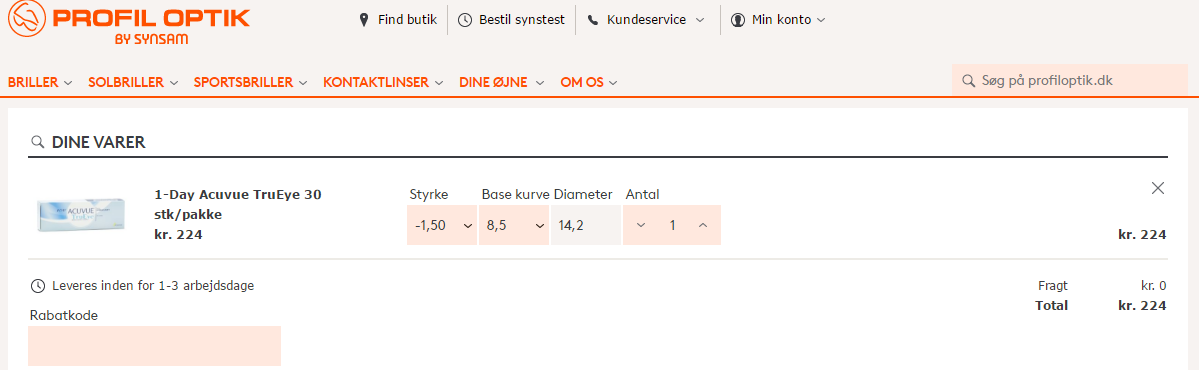 PROFIL OPTIK
BY SYNSAM
Find butik
Bestil synstest
Kundeservice
Min konto
BRILLER
SOLBRILLER
SPORTSBRILLER
KONTAKTLINSER
DINE ØJNE
OM OS
Søg på profiloptik.dk
DINE VARER
ACUVUE
TruEye
1-Day Acuvue TruEye 30
stk/pakke
kr. 224
Styrke
Base kurve
Diameter
Antal
-1,50
8,5
14,2
1
kr. 224
Leveres inden for 1-3 arbejdsdage
Fragt
kr. 0
Total
kr. 224
Rabatkode